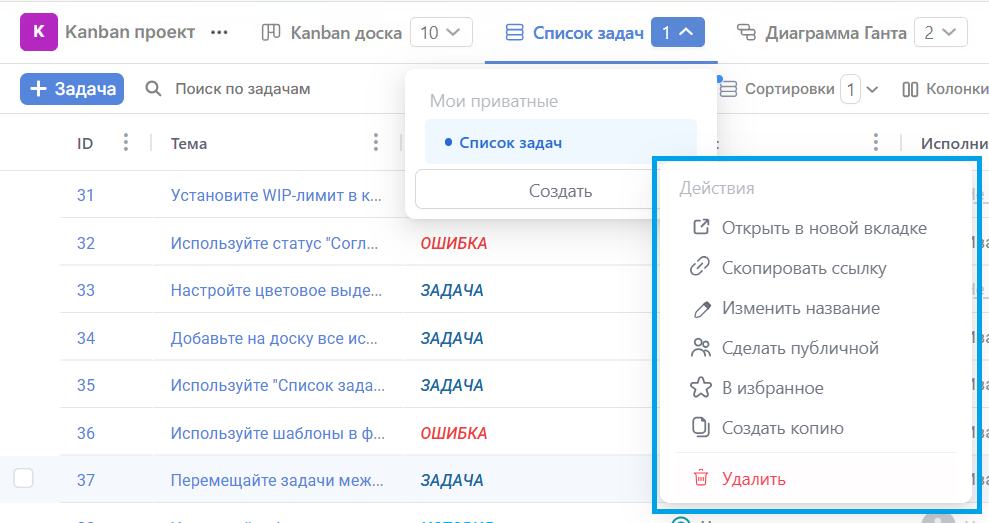 K Kanban проект ••• Kanban доска 10 Список задач 1 Диаграмма Ганта 2
+ Задача Поиск по задачам Сортировки 1 Колонки
Мои приватные
• Список задач
Создать
ID Тема Исполни
31 Установите WIP-лимит в к...
32 Используйте статус "Согл... ОШИБКА
33 Настройте цветовое выде... ЗАДАЧА
34 Добавьте на доску все ис... ЗАДАЧА
35 Используйте "Список зада... ЗАДАЧА
36 Используйте шаблоны в ф... ОШИБКА
37 Перемещайте задачи меж... ЗАДАЧА
Действия
Открыть в новой вкладке
Скопировать ссылку
Изменить название
Сделать публичной
В избранное
Создать копию
Удалить